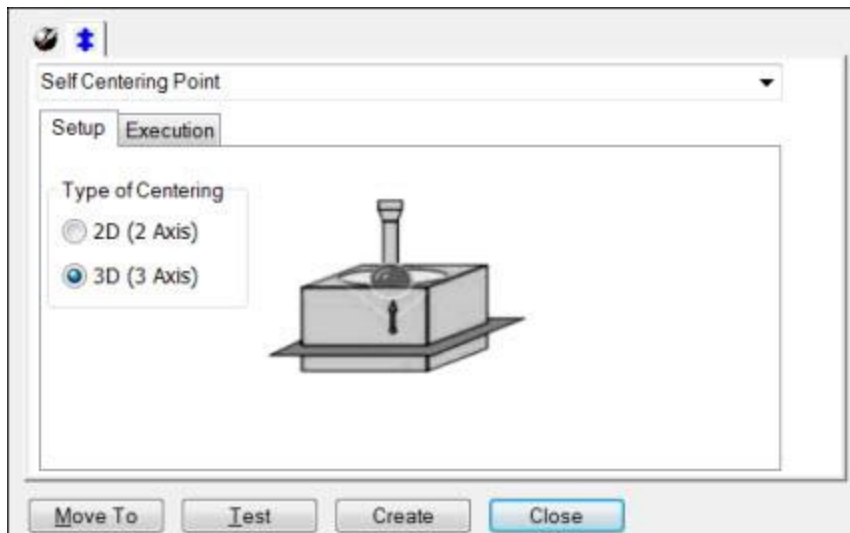 Self Centering Point
Setup Execution
Type of Centering
2D (2 Axis)
3D (3 Axis)
Move To Test Create Close